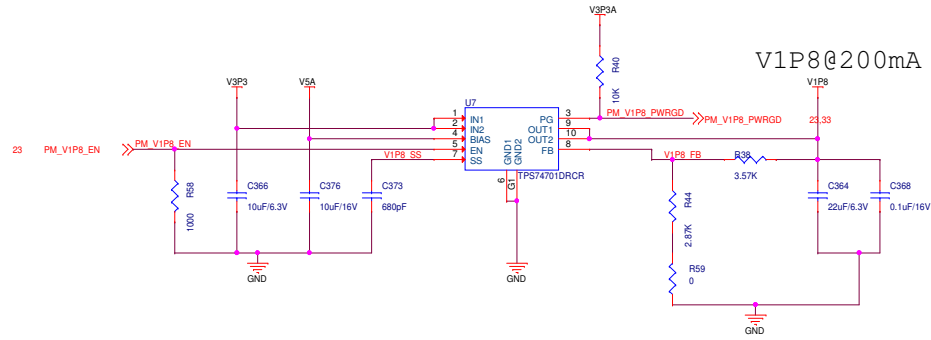 V3P3A
V1P8@200mA
V3P3
V5A
V1P8
R40
10K
U7
1
2
4
5
7
IN1
IN2
BIAS
EN
SS
GND1
GND2
PG
OUT1
OUT2
FB
3
9
10
8
6
G1
TPS74701DRCR
PM_V1P8_PWRGD
PM_V1P8_PWRGD
23,33
23
PM_V1P8_EN
PM_V1P8_EN
V1P8_SS
V1P8_FB
R38
3.57K
R58
1000
C366
10uF/6.3V
C376
10uF/16V
C373
680pF
R44
2.87K
C364
22uF/6.3V
C368
0.1uF/16V
R59
0
GND
GND
GND